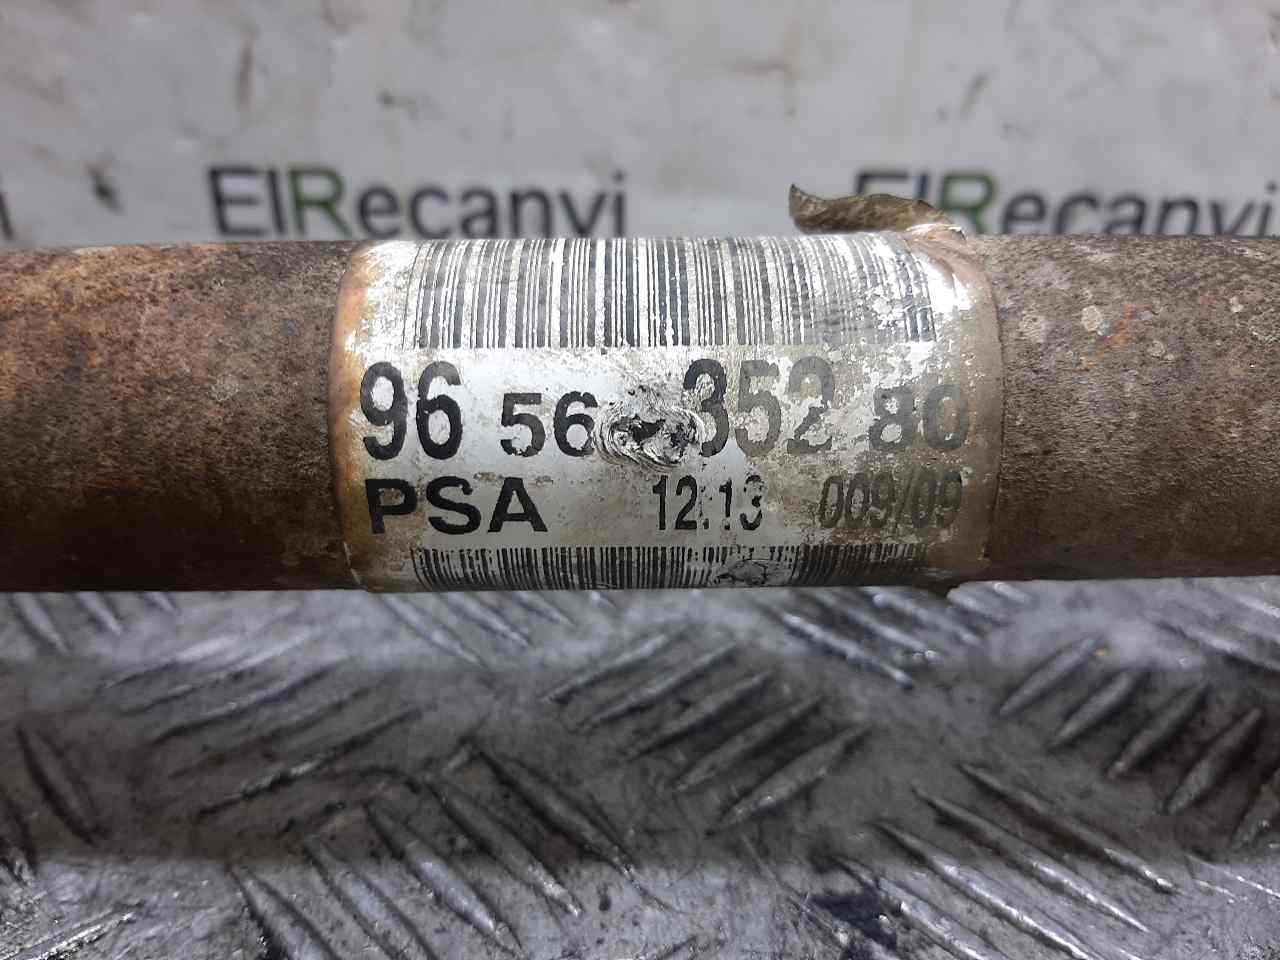 ElRecanvi ElRecanvi
96 56 352 80
PSA 12.13 009/09